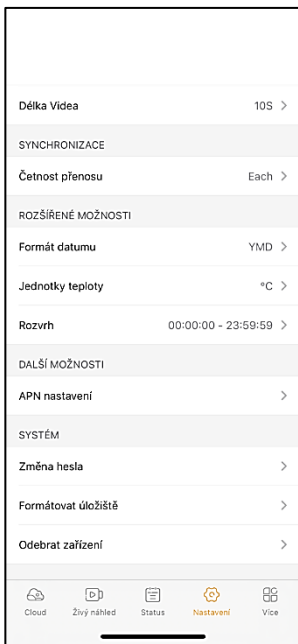 Délka Videa 10S
SYNCHRONIZACE
Četnost přenosu Each
ROZŠÍŘENÉ MOŽNOSTI
Formát datumu YMD
Jednotky teploty °C
Rozvrh 00:00:00 - 23:59:59
DALŠÍ MOŽNOSTI
APN nastavení
SYSTÉM
Změna hesla
Formátovat úložiště
Odebrat zařízení
Cloud Živý náhled Status Nastavení Více